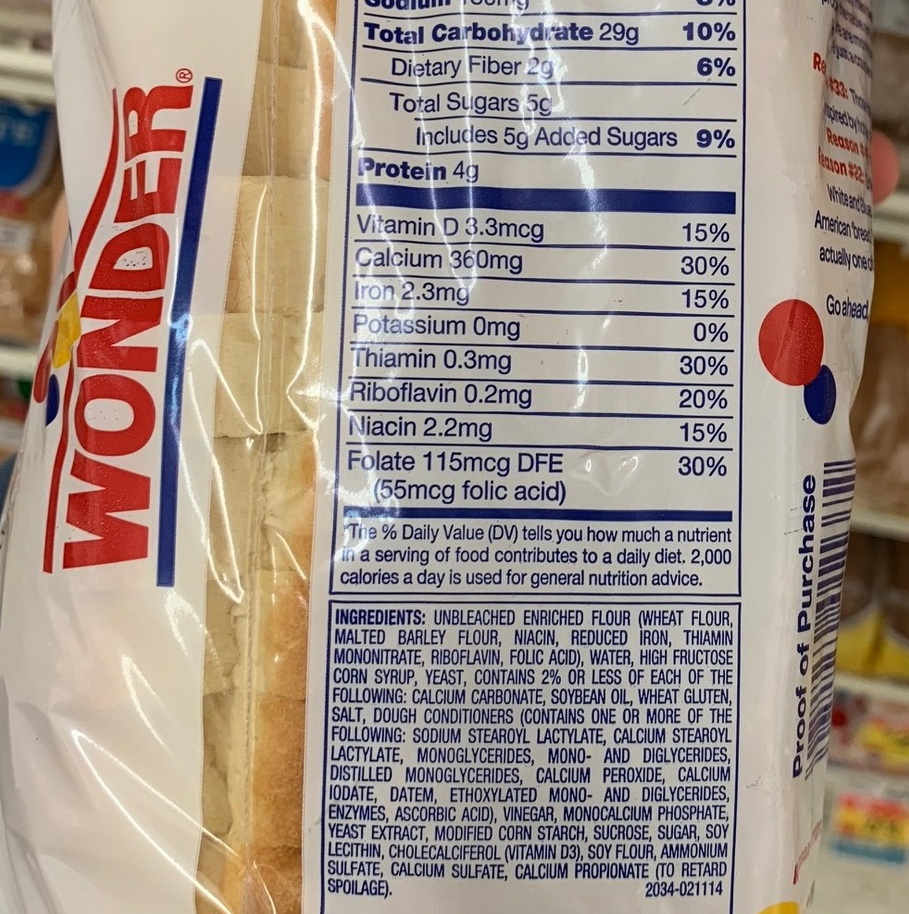 WONDER®
Sodium
Total Carbohydrate 29g 10%
Dietary Fiber 2g 6%
Total Sugars 5g
Includes 5g Added Sugars 9%
Protein 4g
Vitamin D 3.3mcg 15%
Calcium 360mg 30%
Iron 2.3mg 15%
Potassium 0mg 0%
Thiamin 0.3mg 30%
Riboflavin 0.2mg 20%
Niacin 2.2mg 15%
Folate 115mcg DFE 30%
(55mcg folic acid)
*The % Daily Value (DV) tells you how much a nutrient
in a serving of food contributes to a daily diet. 2,000
calories a day is used for general nutrition advice.
INGREDIENTS: UNBLEACHED ENRICHED FLOUR (WHEAT FLOUR,
MALTED BARLEY FLOUR, NIACIN, REDUCED IRON, THIAMIN
MONONITRATE, RIBOFLAVIN, FOLIC ACID), WATER, HIGH FRUCTOSE
CORN SYRUP, YEAST, CONTAINS 2% OR LESS OF EACH OF THE
FOLLOWING: CALCIUM CARBONATE, SOYBEAN OIL, WHEAT GLUTEN,
SALT, DOUGH CONDITIONERS (CONTAINS ONE OR MORE OF THE
FOLLOWING: SODIUM STEAROYL LACTYLATE, CALCIUM STEAROYL
LACTYLATE, MONOGLYCERIDES, MONO- AND DIGLYCERIDES,
DISTILLED MONOGLYCERIDES, CALCIUM PEROXIDE, CALCIUM
IODATE, DATEM, ETHOXYLATED MONO- AND DIGLYCERIDES,
ENZYMES, ASCORBIC ACID), VINEGAR, MONOCALCIUM PHOSPHATE,
YEAST EXTRACT, MODIFIED CORN STARCH, SUCROSE, SUGAR, SOY
LECITHIN, CHOLECALCIFEROL (VITAMIN D3), SOY FLOUR, AMMONIUM
SULFATE, CALCIUM SULFATE, CALCIUM PROPIONATE (TO RETARD
SPOILAGE). 2034-021114
Reason
White and
American
actually one
Go ahead,
Proof of Purchase